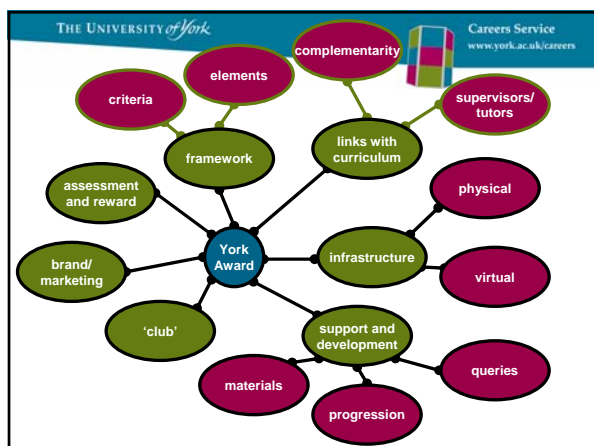 THE UNIVERSITY of York
Careers Service
www.york.ac.uk/careers
complementarity
elements
criteria
supervisors/
tutors
framework
links with
curriculum
assessment
and reward
physical
York
Award
infrastructure
brand/
marketing
virtual
‘club’
support and
development
queries
materials
progression